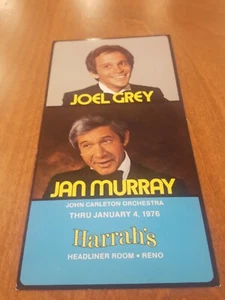 JOEL GREY
JAN MURRAY
JOHN CARLETON ORCHESTRA
THRU JANUARY 4, 1976
Harrah's
HEADLINER ROOM • RENO